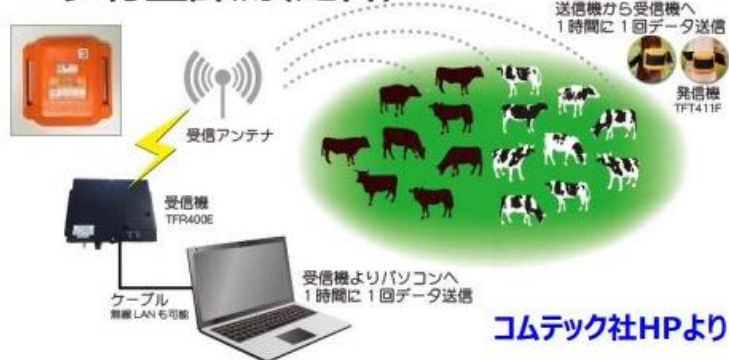 送信機から受信機へ
1時間に1回データ送信
発信機
TFT411F
受信アンテナ
受信機
TFR400E
ケーブル
無線LANも可能
受信機よりパソコンへ
1時間に1回データ送信
コムテック社HPより